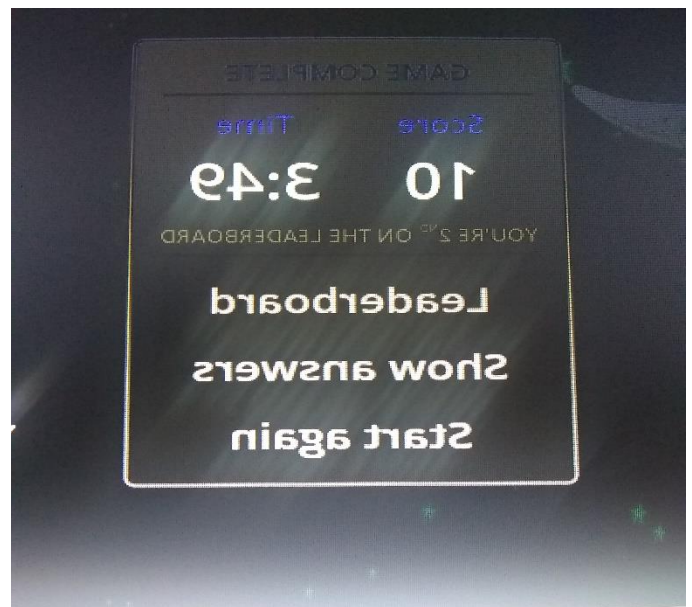 GAME COMPLETE
Score Time
10 3:49
YOU'RE 2ND ON THE LEADERBOARD
Leaderboard
Show answers
Start again